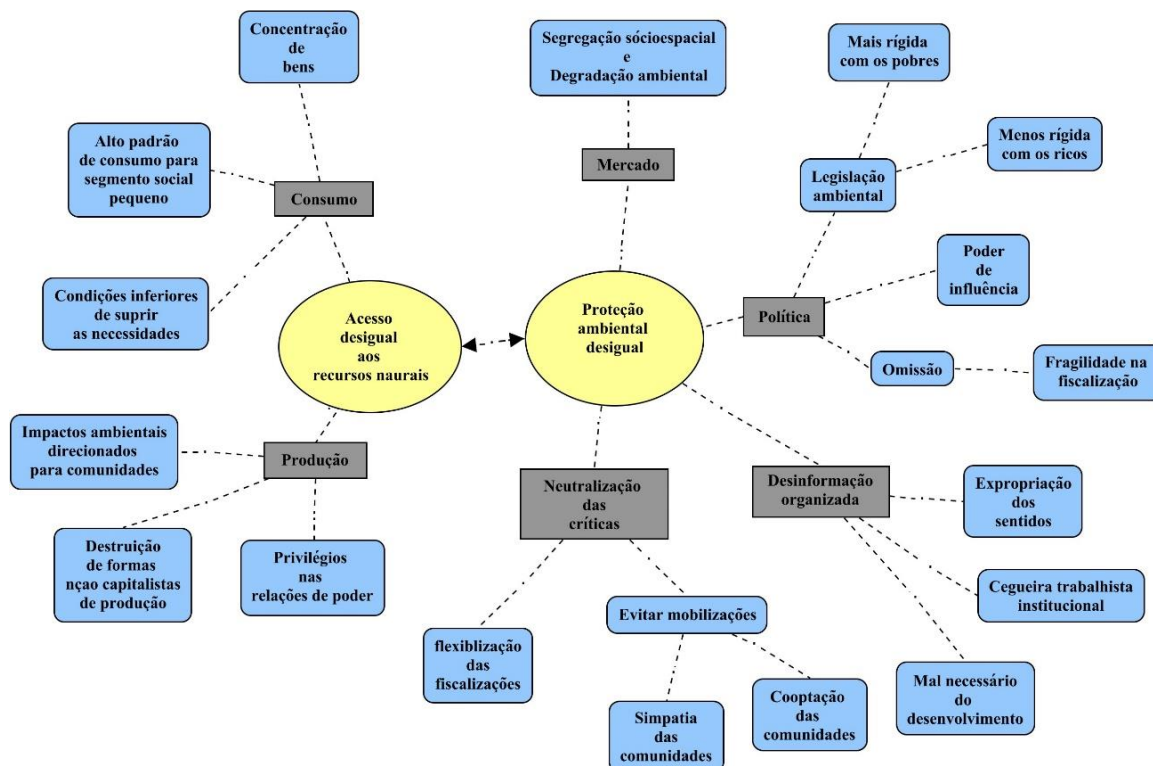 Concentração
de
bens
Segregação sócioespacial
e
Degradação ambiental
Mais rígida
com os pobres
Alto padrão
de consumo para
segmento social
pequeno
Menos rígida
com os ricos
Mercado
Legislação
ambiental
Consumo
Condições inferiores
de suprir
as necessidades
Poder
de
influência
Acesso
desigual
aos
recursos naurais
Proteção
ambiental
desigual
Política
Omissão
Fragilidade na
fiscalização
Impactos ambientais
direcionados
para comunidades
Produção
Neutralização
das
críticas
Desinformação
organizada
Expropriação
dos
sentidos
Destruição
de formas
nçao capitalistas
de produção
Privilégios
nas
relações de poder
Cegueira trabalhista
institucional
Evitar mobilizações
flexiblização
das
fiscalizações
Mal necessário
do
desenvolvimento
Simpatia
das
comunidades
Cooptação
das
comunidades